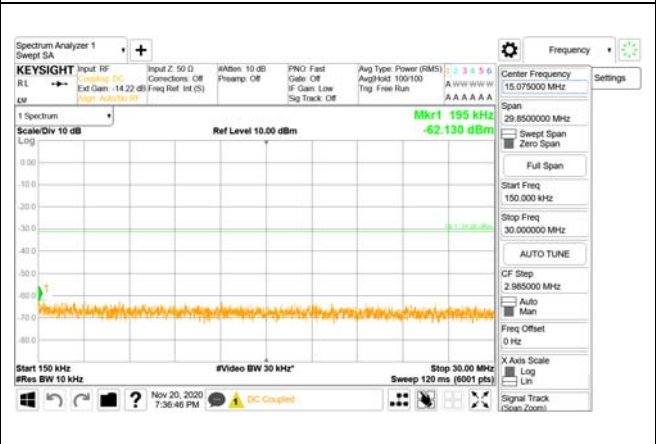 Spectrum Analyzer 1
Swept SA
Frequency
KEYSIGHT
RL
Input: RF
Coupling: DC
Ext Gain: -14.22 dB
Align: Auto/No RF
Input Z: 50 Ω
Corrections: Off
Freq Ref: Int (S)
#Atten: 10 dB
Preamp: Off
PNO: Fast
Gate: Off
IF Gain: Low
Sig Track: Off
Avg Type: Power (RMS)
Avg|Hold: 100/100
Trig: Free Run
1 2 3 4 5 6
A W W W W W
A A A A A A
1 Spectrum
Mkr1 195 kHz
Scale/Div 10 dB
Ref Level 10.00 dBm
-62.130 dBm
Log
0.00
-10.0
-20.0
-30.0
-40.0
-50.0
-60.0
-70.0
-80.0
1
Start 150 kHz
#Video BW 30 kHz*
Stop 30.00 MHz
#Res BW 10 kHz
Sweep 120 ms (6001 pts)
Nov 20, 2020
7:36:46 PM
1
DC Coupled
Center Frequency
15.075000 MHz
Settings
Span
29.8500000 MHz
Swept Span
Zero Span
Full Span
Start Freq
150.000 kHz
Stop Freq
30.000000 MHz
AUTO TUNE
CF Step
2.985000 MHz
Auto
Man
Freq Offset
0 Hz
X Axis Scale
Log
Lin
Signal Track
(Span Zoom)